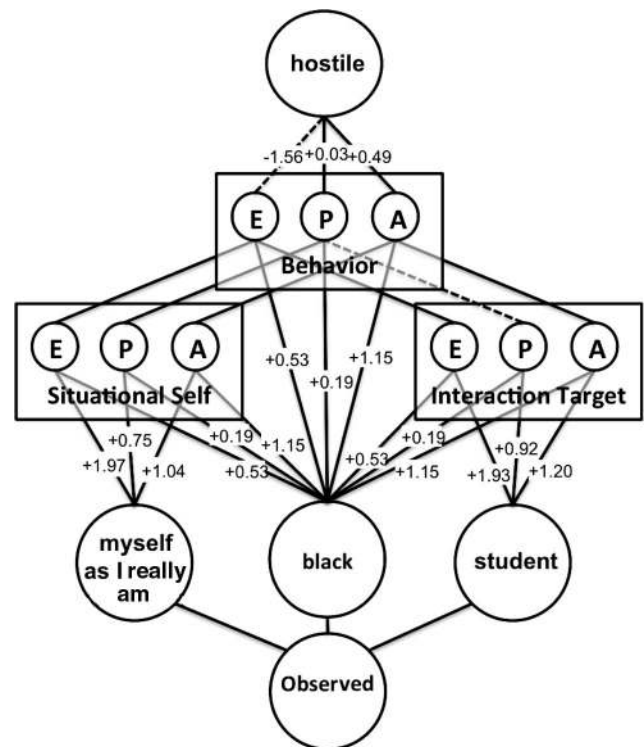 hostile
-1.56 +0.03 +0.49
E P A
Behavior
E P A
Situational Self
E P A
Interaction Target
+0.53 +0.19 +1.15
+1.97 +0.75 +1.04
+0.53 +0.19 +1.15
+0.53 +0.19 +1.15
+1.93 +0.92 +1.20
myself
as I really
am
black
student
Observed